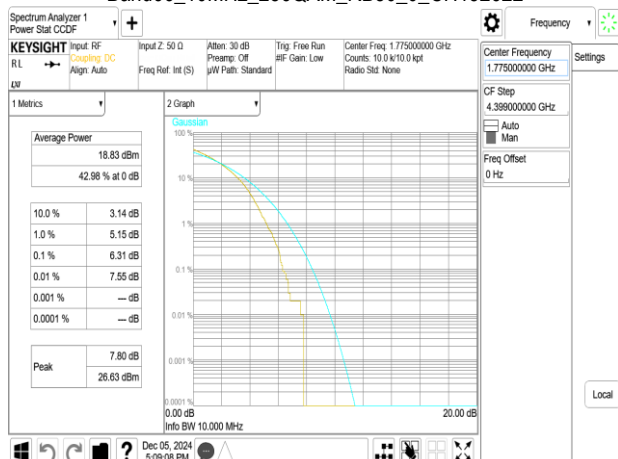 Spectrum Analyzer 1
Power Stat CCDF
KEYSIGHT
Input: RF
Coupling: DC
Align: Auto
RL
LXI
Input Z: 50 Ω
Freq Ref: Int (S)
Atten: 30 dB
Preamp: Off
µW Path: Standard
Trig: Free Run
#IF Gain: Low
Center Freq: 1.775000000 GHz
Counts: 10.0 k/10.0 kpt
Radio Std: None
1 Metrics
Average Power
18.83 dBm
42.98 % at 0 dB
10.0 % 3.14 dB
1.0 % 5.15 dB
0.1 % 6.31 dB
0.01 % 7.55 dB
0.001 % --- dB
0.0001 % --- dB
Peak
7.80 dB
26.63 dBm
2 Graph
Gaussian
100 %
10 %
1 %
0.1 %
0.01 %
0.001 %
0.0001 %
0.00 dB
20.00 dB
Info BW 10.000 MHz
Dec 05, 2024
5:09:08 PM
Frequency
Center Frequency
1.775000000 GHz
Settings
CF Step
4.399000000 GHz
Auto
Man
Freq Offset
0 Hz
Local